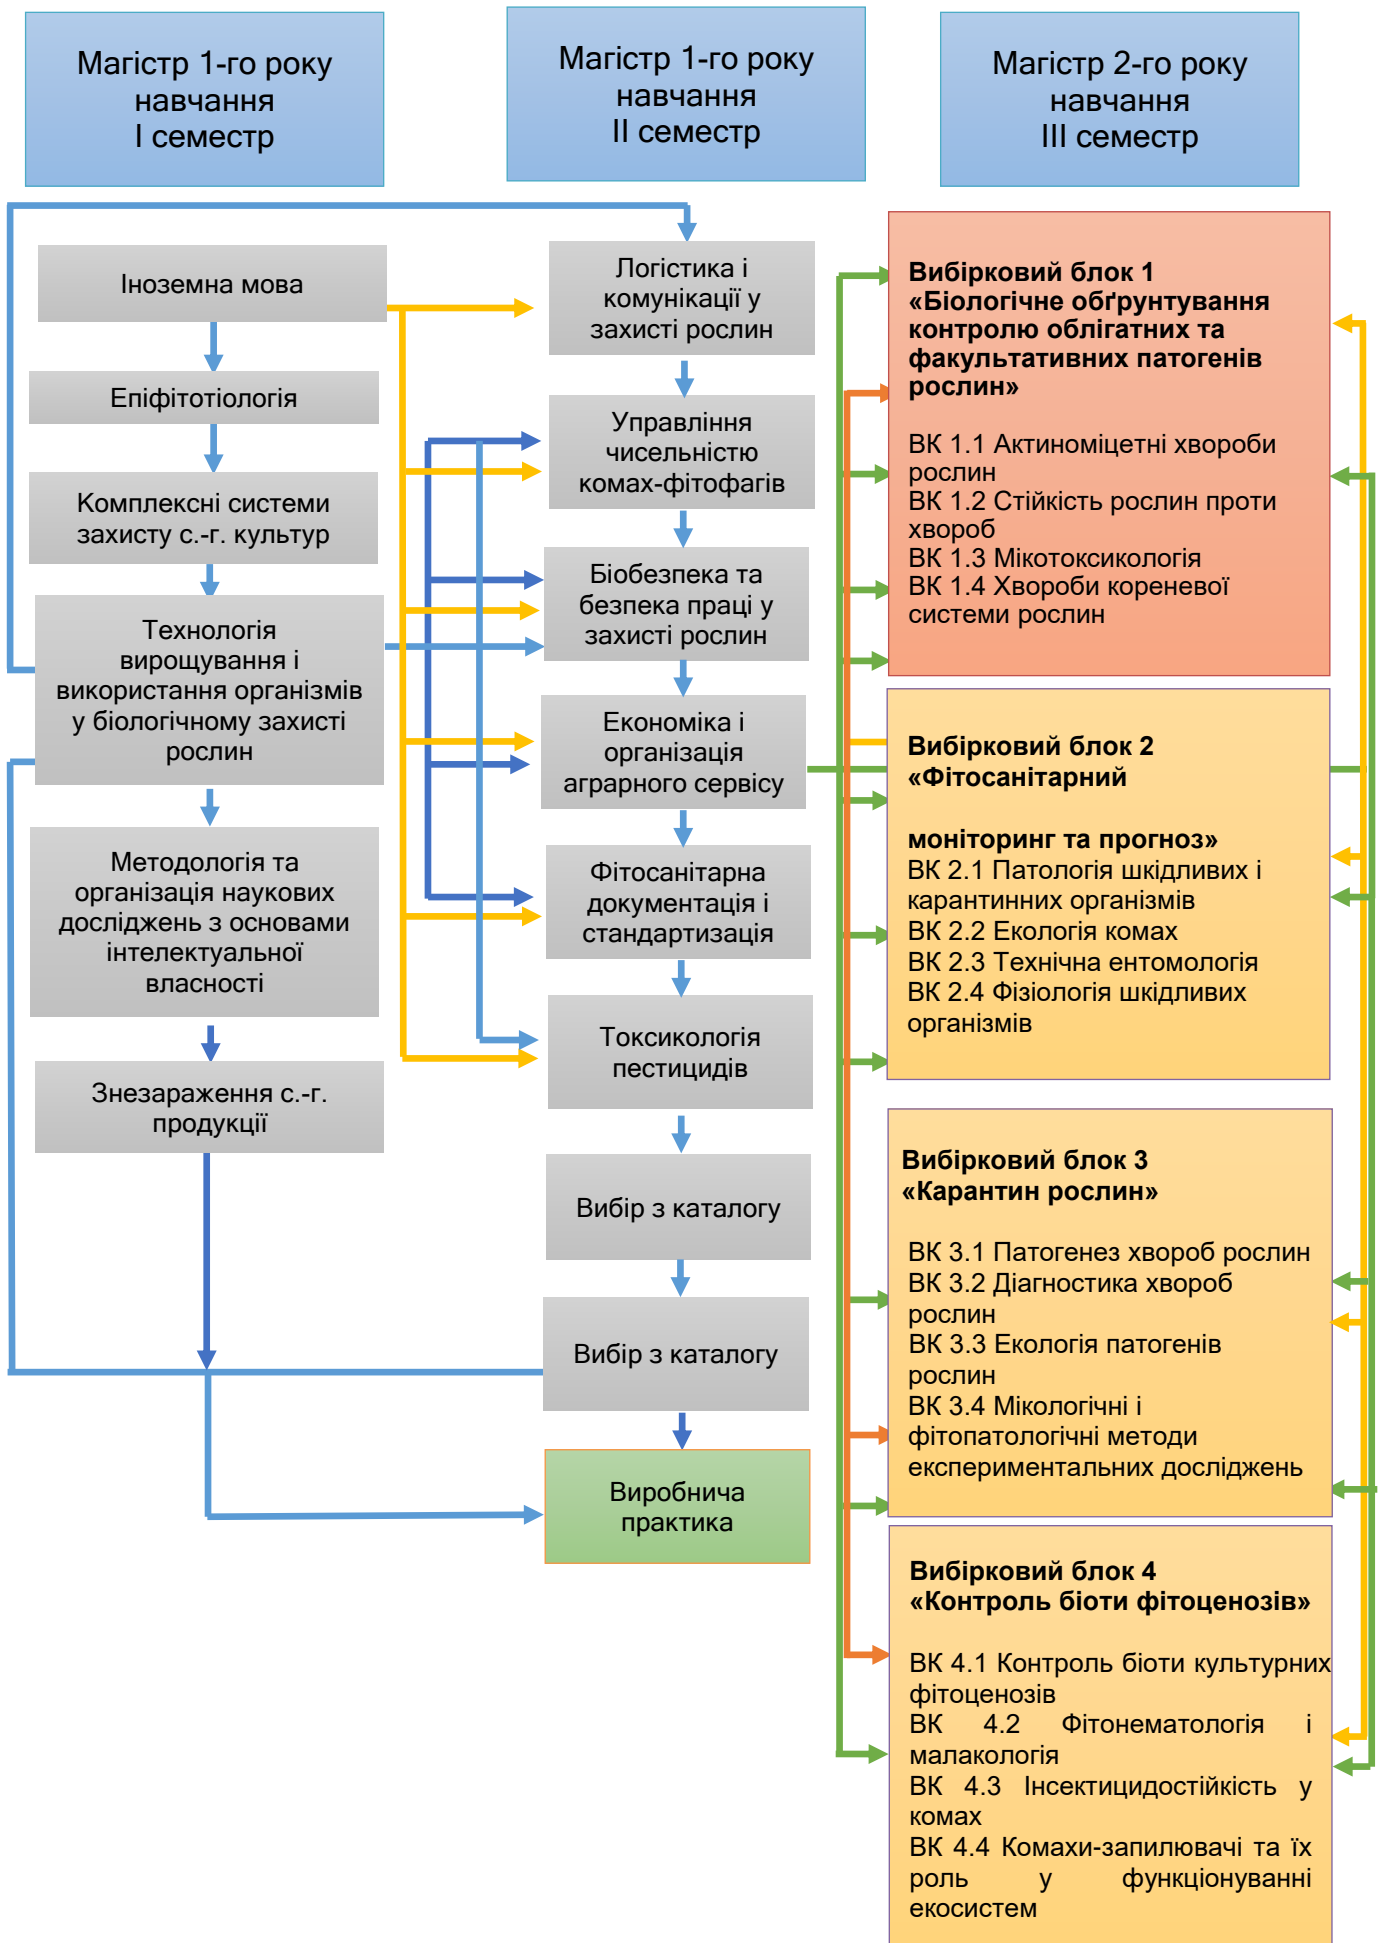 Магістр 1-го року
навчання
І семестр
Магістр 1-го року
навчання
ІІ семестр
Магістр 2-го року
навчання
ІІІ семестр
Іноземна мова
Епіфітотіологія
Комплексні системи
захисту с.-г. культур
Технологія
вирощування і
використання організмів
у біологічному захисті
рослин
Методологія та
організація наукових
досліджень з основами
інтелектуальної
власності
Знезараження с.-г.
продукції
Логістика і
комунікації у
захисті рослин
Управління
чисельністю
комах-фітофагів
Біобезпека та
безпека праці у
захисті рослин
Економіка і
організація
аграрного сервісу
Фітосанітарна
документація і
стандартизація
Токсикологія
пестицидів
Вибір з каталогу
Вибір з каталогу
Виробнича
практика
Вибірковий блок 1
«Біологічне обґрунтування
контролю облігатних та
факультативних патогенів
рослин»
ВК 1.1 Актиноміцетні хвороби
рослин
ВК 1.2 Стійкість рослин проти
хвороб
ВК 1.3 Мікотоксикологія
ВК 1.4 Хвороби кореневої
системи рослин
Вибірковий блок 2
«Фітосанітарний
моніторинг та прогноз»
ВК 2.1 Патологія шкідливих і
карантинних організмів
ВК 2.2 Екологія комах
ВК 2.3 Технічна ентомологія
ВК 2.4 Фізіологія шкідливих
організмів
Вибірковий блок 3
«Карантин рослин»
ВК 3.1 Патогенез хвороб рослин
ВК 3.2 Діагностика хвороб
рослин
ВК 3.3 Екологія патогенів
рослин
ВК 3.4 Мікологічні і
фітопатологічні методи
експериментальних досліджень
Вибірковий блок 4
«Контроль біоти фітоценозів»
ВК 4.1 Контроль біоти культурних
фітоценозів
ВК 4.2 Фітонематологія і
малакологія
ВК 4.3 Інсектицидостійкість у
комах
ВК 4.4 Комахи-запилювачі та їх
роль у функціонуванні
екосистем